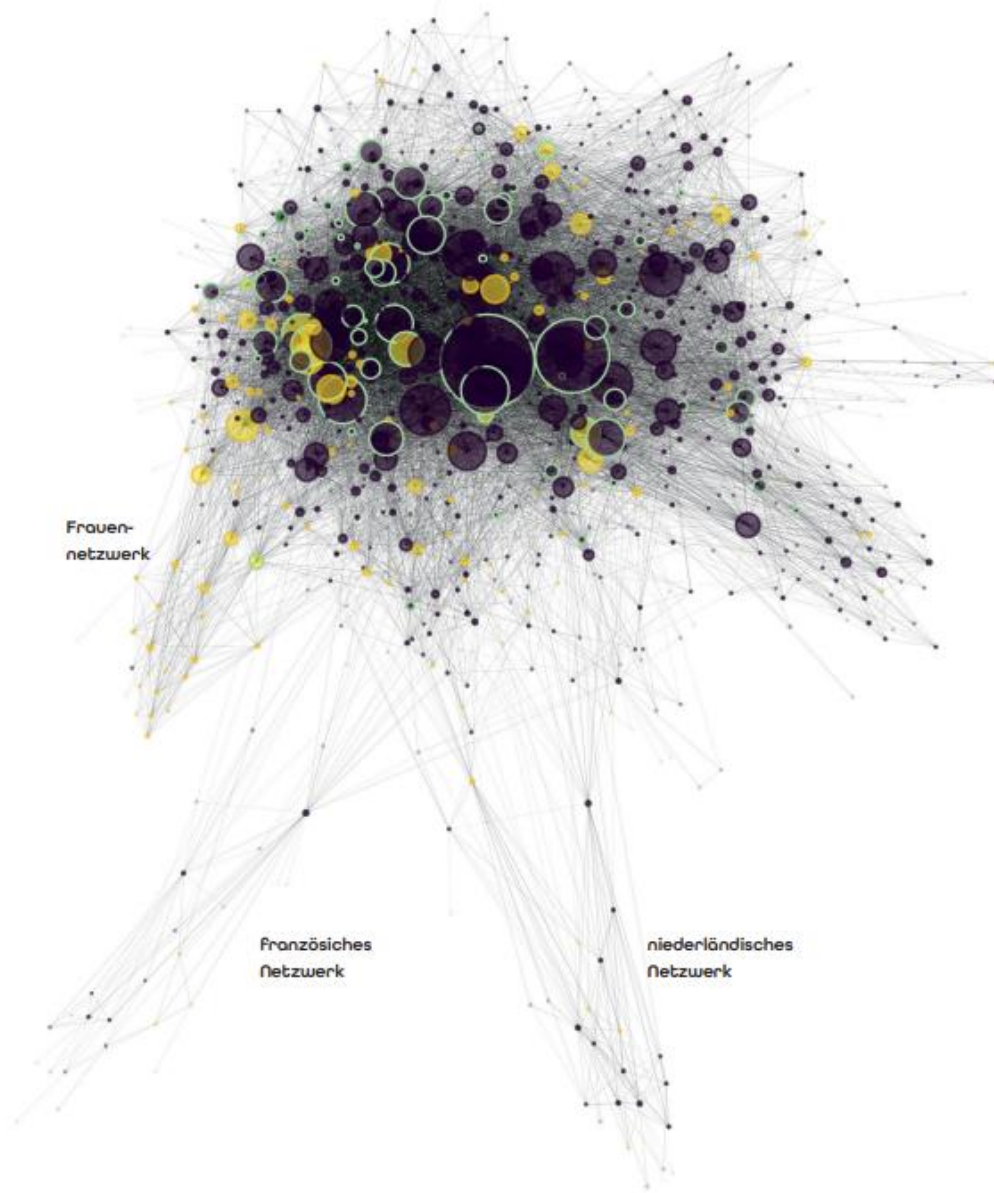 Frauen-
netzwerk
französiches
Netzwerk
niederländisches
Netzwerk